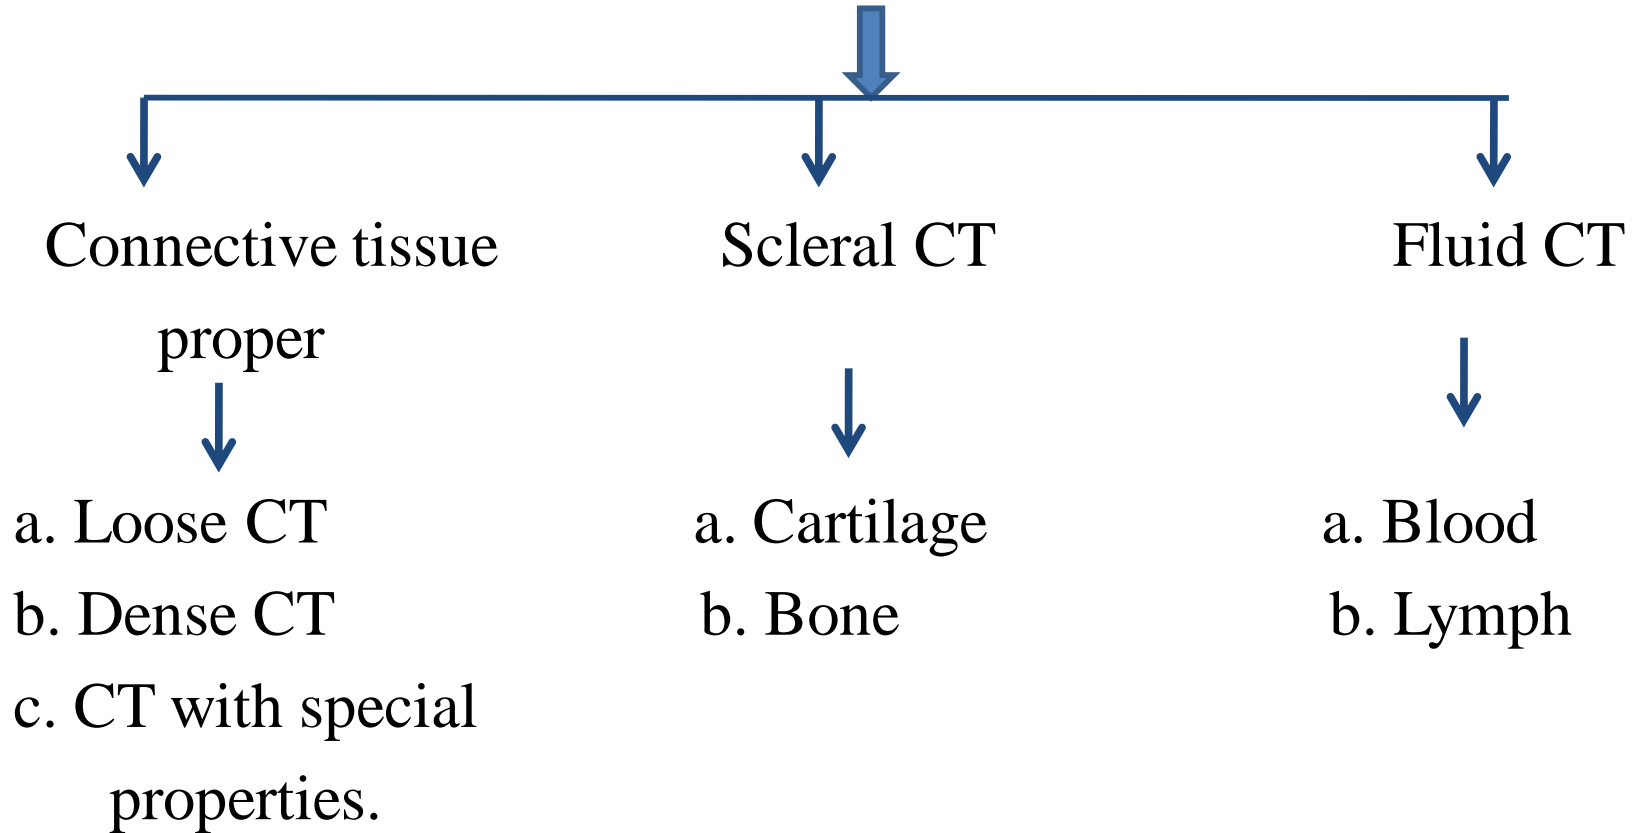 Connective tissue proper
Scleral CT
Fluid CT
a. Loose CT
b. Dense CT
c. CT with special
properties.
a. Cartilage
b. Bone
a. Blood
b. Lymph